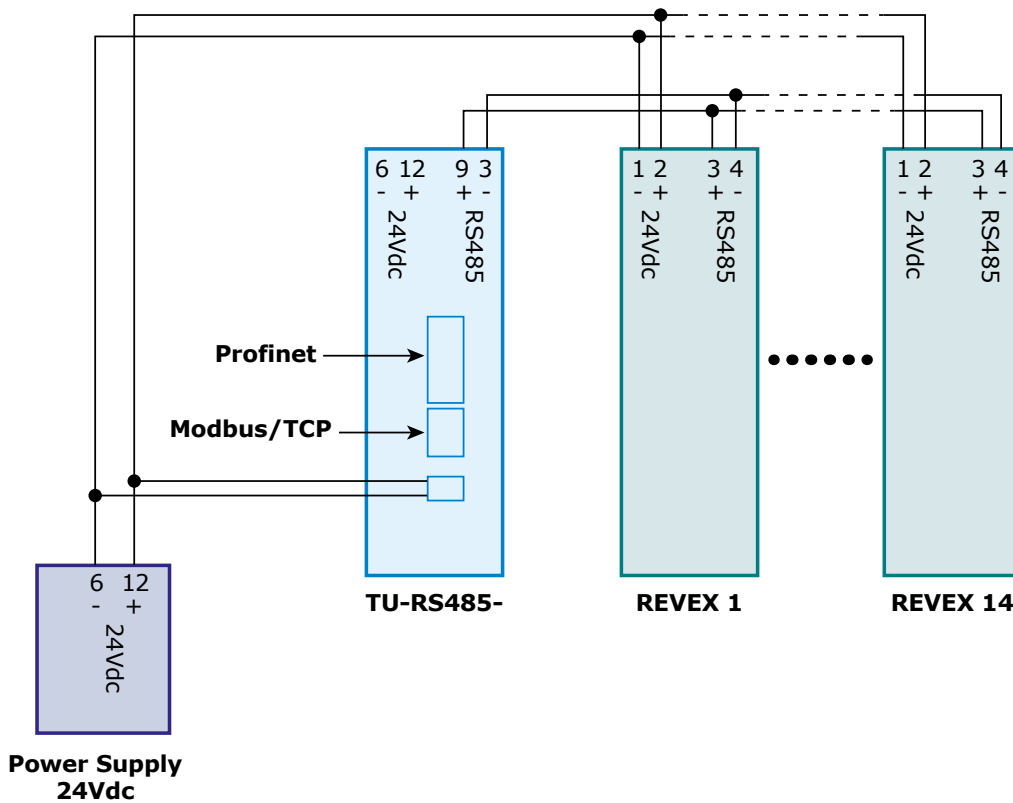 6 12 9 3
- + + -
24Vdc RS485
1 2 3 4
- + + -
24Vdc RS485
1 2 3 4
- + + -
24Vdc RS485
Profinet
Modbus/TCP
TU-RS485-
REVEX 1
REVEX 14
6 12
- +
24Vdc
Power Supply
24Vdc